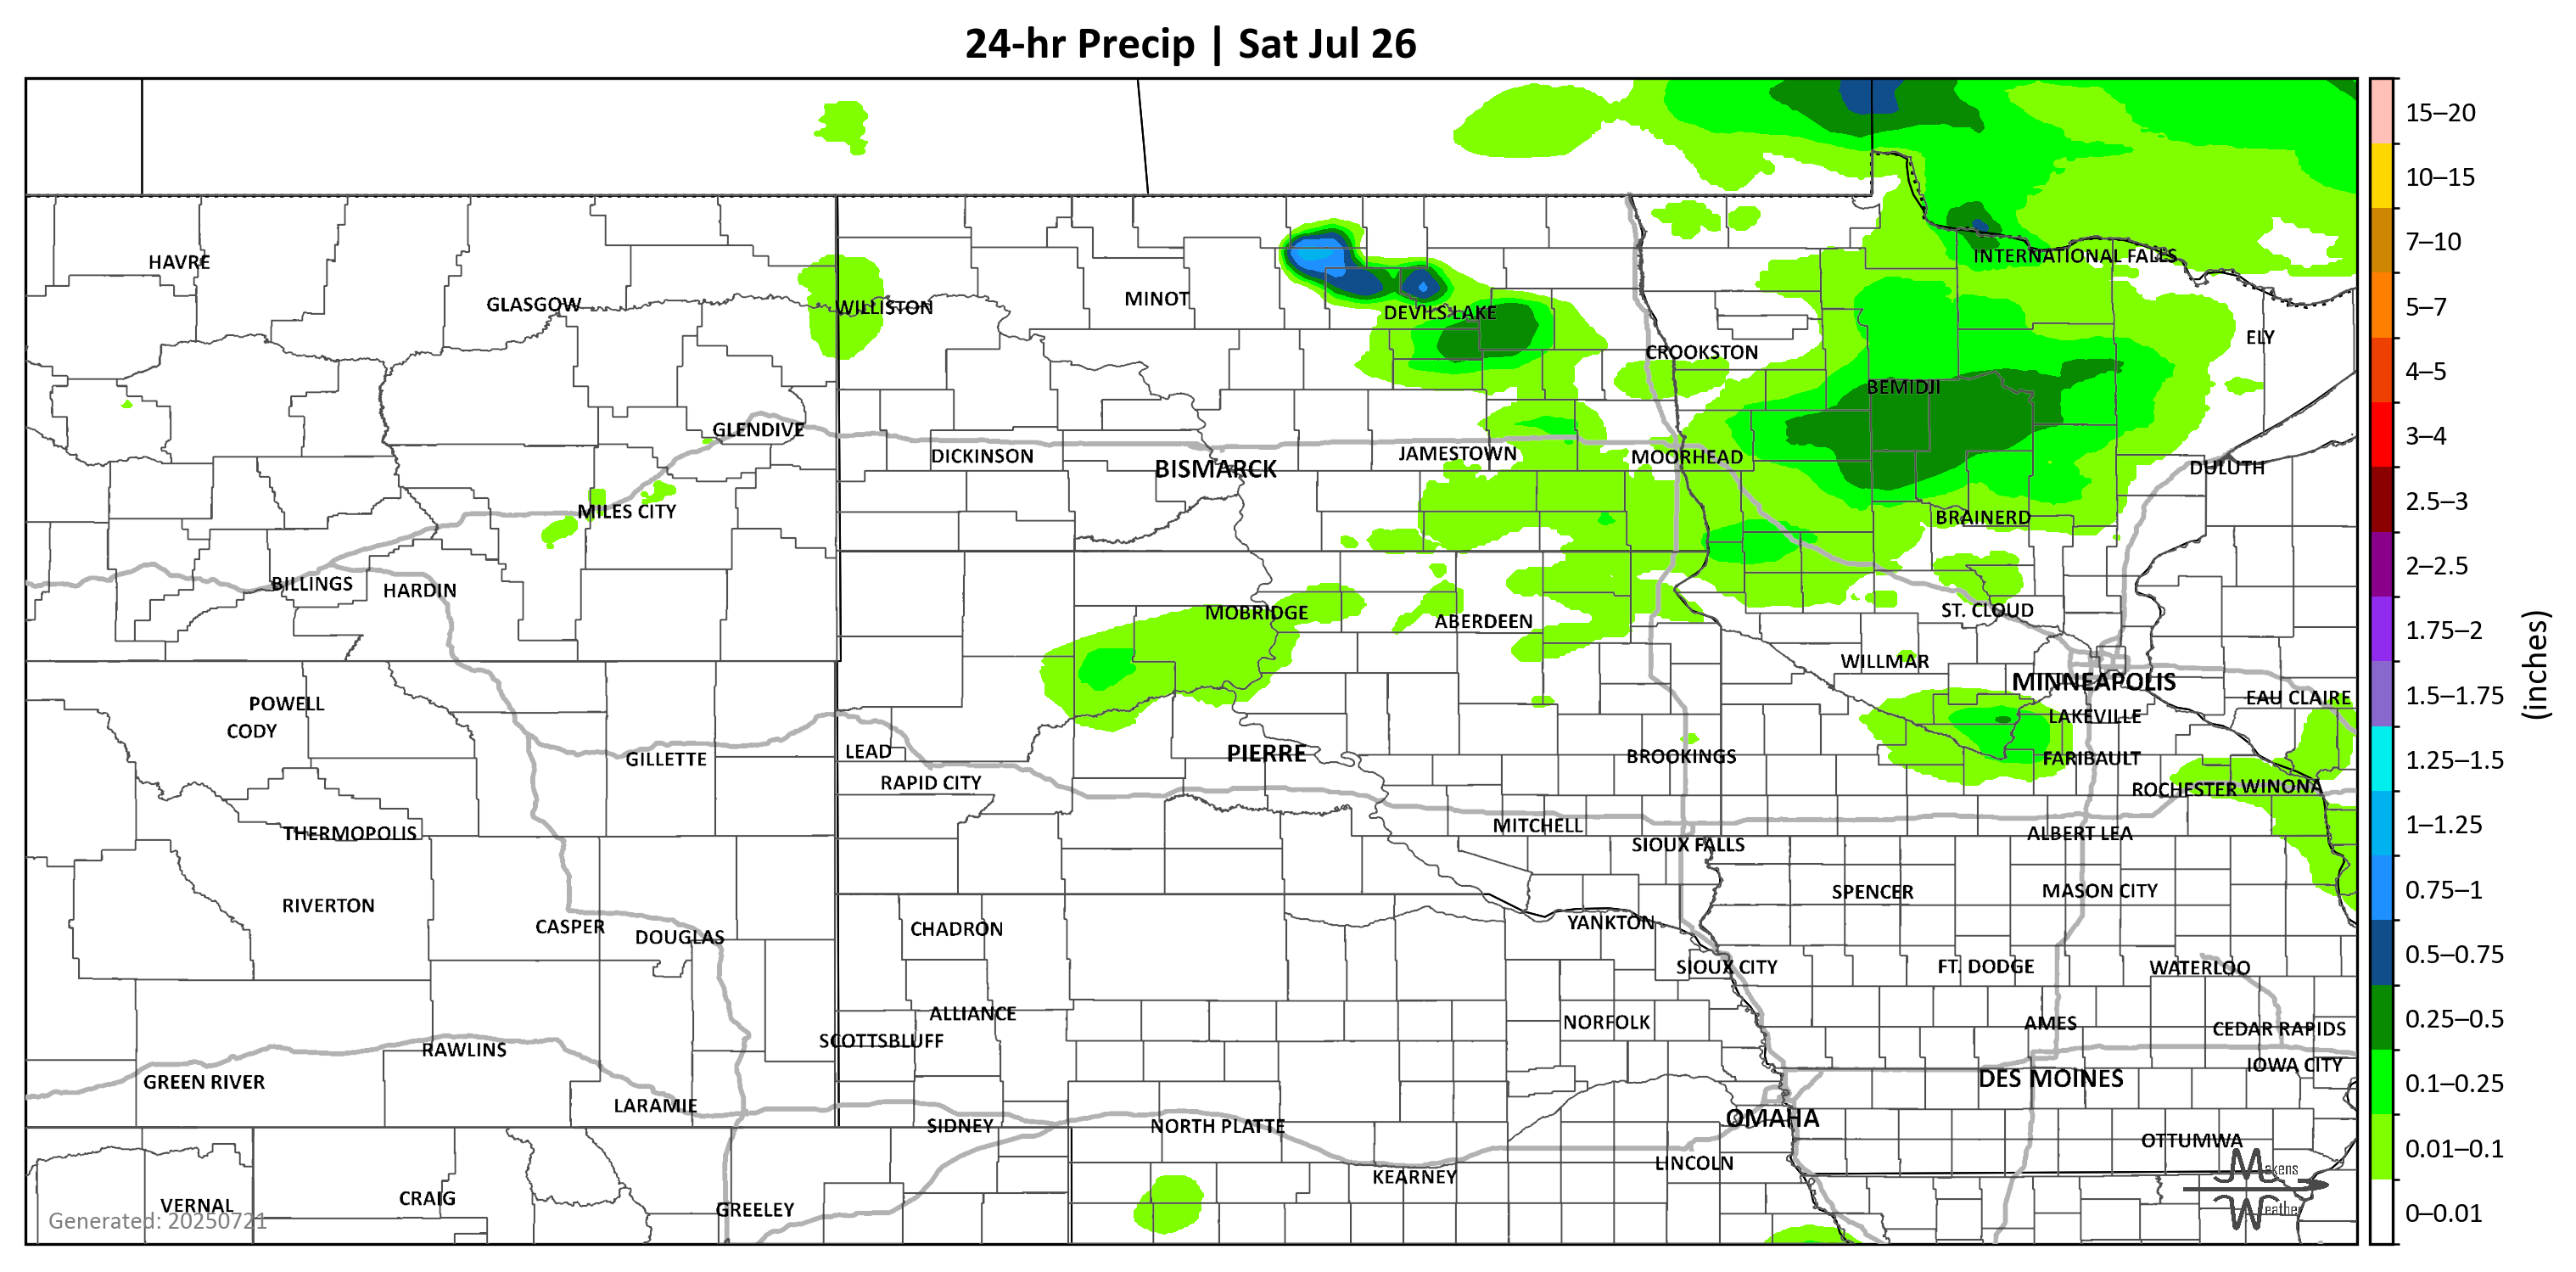 24-hr Precip | Sat Jul 26
15–20
10–15
7–10
5–7
4–5
3–4
2.5–3
2–2.5
1.75–2
1.5–1.75
1.25–1.5
1–1.25
0.75–1
0.5–0.75
0.25–0.5
0.1–0.25
0.01–0.1
0–0.01
(inches)
HAVRE
GLASGOW
WILLISTON
MINOT
DEVILS LAKE
INTERNATIONAL FALLS
ELY
CROOKSTON
BEMIDJI
GLENDIVE
DICKINSON
BISMARCK
JAMESTOWN
MOORHEAD
DULUTH
MILES CITY
BRAINERD
BILLINGS
HARDIN
MOBRIDGE
ABERDEEN
ST. CLOUD
WILLMAR
MINNEAPOLIS
EAU CLAIRE
POWELL
CODY
LAKEVILLE
GILLETTE
LEAD
PIERRE
BROOKINGS
FARIBAULT
RAPID CITY
ROCHESTER
WINONA
THERMOPOLIS
MITCHELL
SIOUX FALLS
ALBERT LEA
RIVERTON
SPENCER
MASON CITY
CASPER
DOUGLAS
CHADRON
YANKTON
SIOUX CITY
FT. DODGE
WATERLOO
ALLIANCE
SCOTTSBLUFF
NORFOLK
AMES
CEDAR RAPIDS
RAWLINS
IOWA CITY
GREEN RIVER
DES MOINES
LARAMIE
SIDNEY
NORTH PLATTE
OMAHA
OTTUMWA
KEARNEY
LINCOLN
VERNAL
CRAIG
GREELEY
Makens
Weather
Generated: 20250721